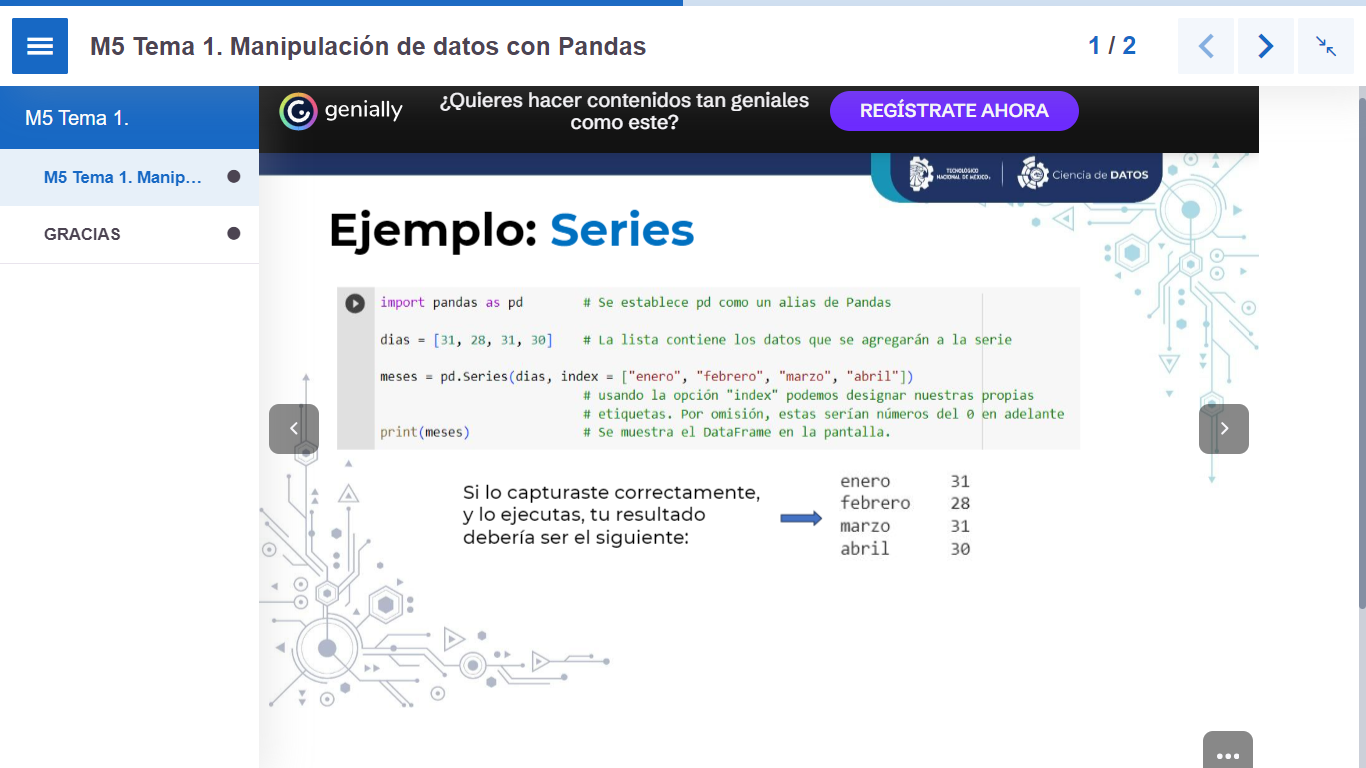 M5 Tema 1. Manipulación de datos con Pandas
1 / 2
M5 Tema 1.
M5 Tema 1. Manip...
GRACIAS
genially
¿Quieres hacer contenidos tan geniales
como este?
REGÍSTRATE AHORA
TECNOLÓGICO
NACIONAL DE MÉXICO
Ciencia de DATOS
Ejemplo: Series
import pandas as pd # Se establece pd como un alias de Pandas
dias = [31, 28, 31, 30] # La lista contiene los datos que se agregarán a la serie
meses = pd.Series(dias, index = ["enero", "febrero", "marzo", "abril"])
# usando la opción "index" podemos designar nuestras propias
# etiquetas. Por omisión, estas serían números del 0 en adelante
print(meses) # Se muestra el DataFrame en la pantalla.
Si lo capturaste correctamente,
y lo ejecutas, tu resultado
debería ser el siguiente:
enero 31
febrero 28
marzo 31
abril 30